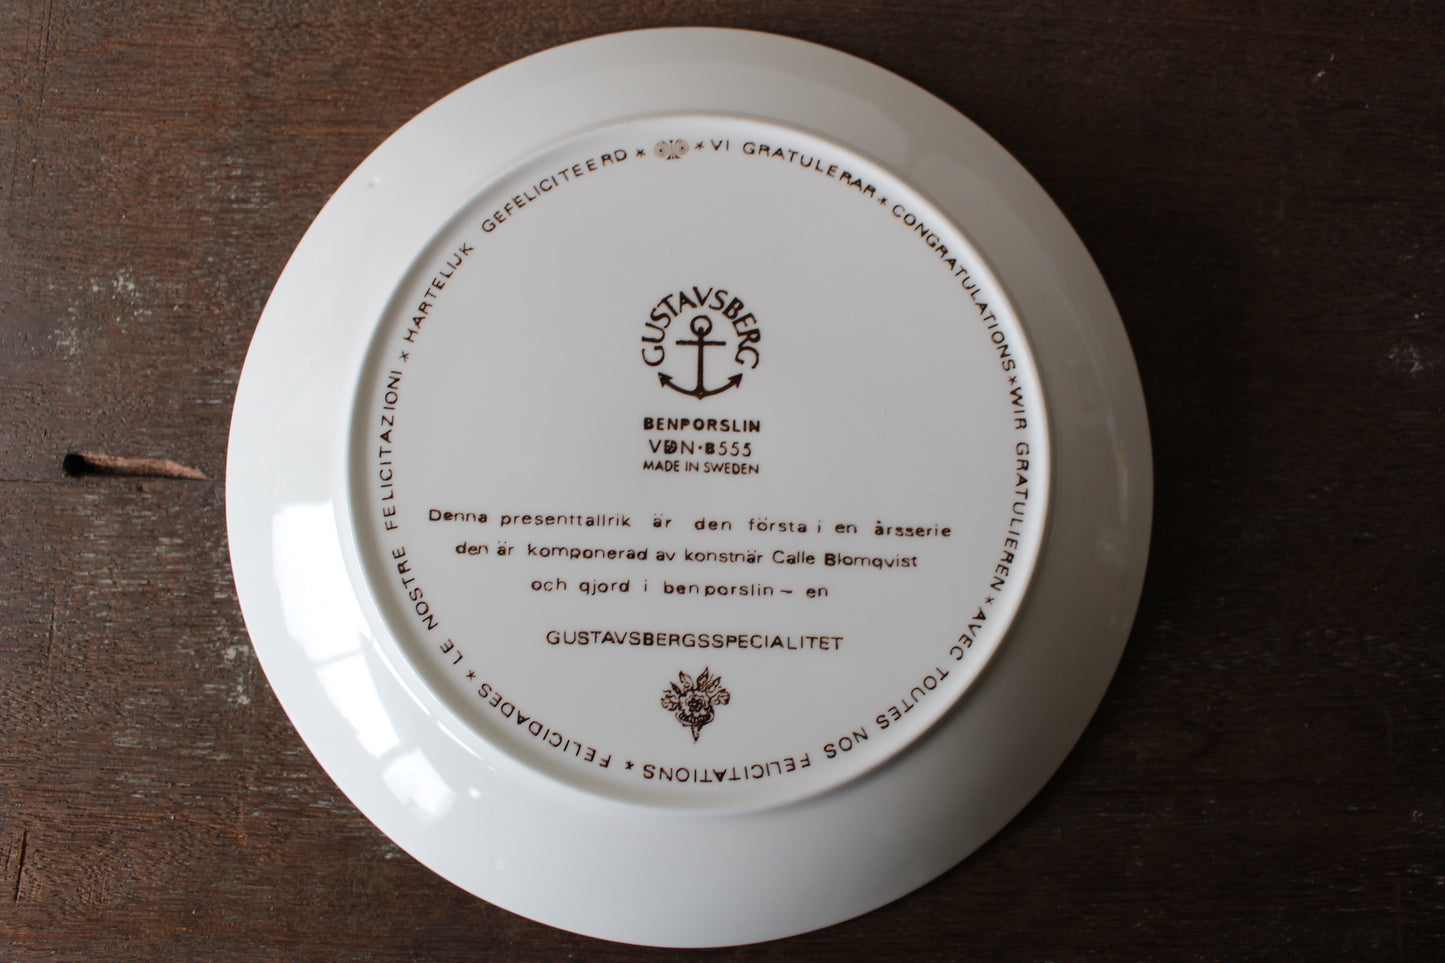 * VI GRATULERAR * CONGRATULATIONS * WIR GRATULIEREN * AVEC TOUTES NOS FELICITATIONS * FELICIDADES * LE NOSTRE FELICITAZIONI * HARTELIJK GEFELICITEERD *
GUSTAVSBERG
BENPORSLIN
VDN·B555
MADE IN SWEDEN
Denna presenttallrik är den första i en årsserie
den är komponerad av konstnär Calle Blomqvist
och gjord i benporslin – en
GUSTAVSBERGSSPECIALITET